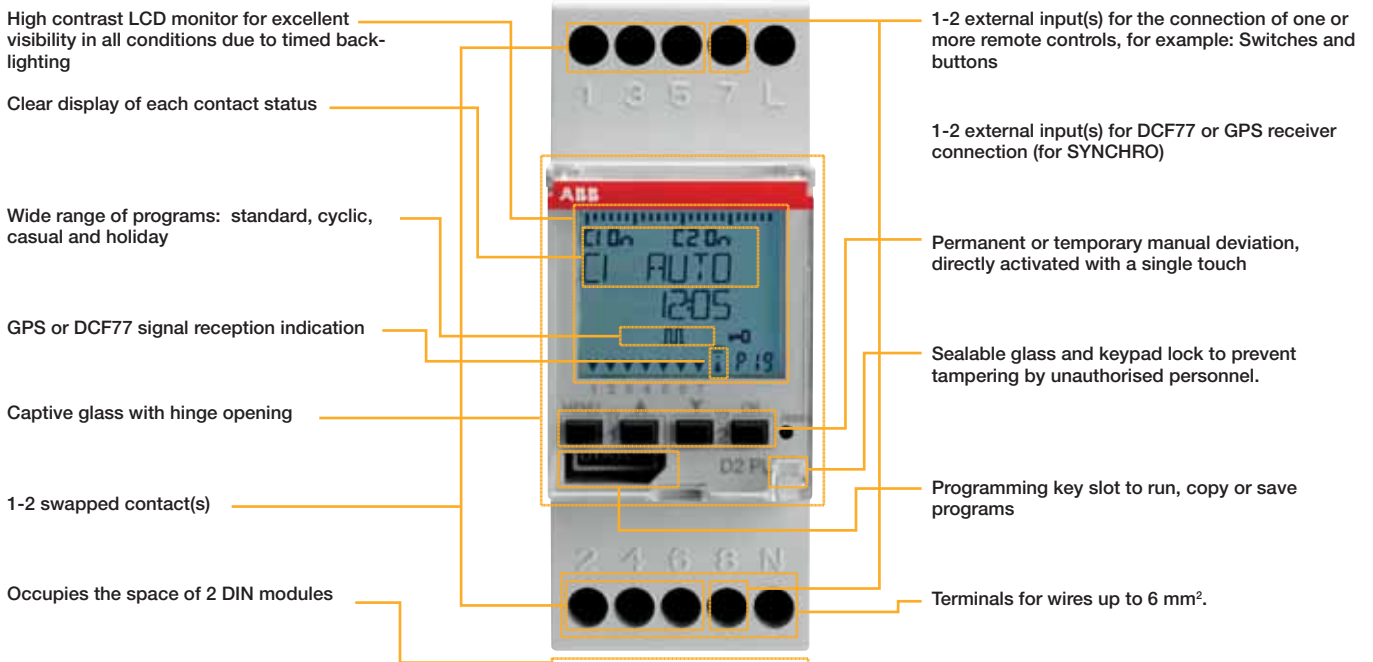 High contrast LCD monitor for excellent
visibility in all conditions due to timed back-
lighting
Clear display of each contact status
Wide range of programs: standard, cyclic,
casual and holiday
GPS or DCF77 signal reception indication
Captive glass with hinge opening
1-2 swapped contact(s)
Occupies the space of 2 DIN modules
1 3 5 7 L
ABB
C1 On C2 On
C1 AUTO
12:05
P19
1 2 3 4 5 6 7
MENU OK
D2 PLUS
2 4 6 8 N
1-2 external input(s) for the connection of one or
more remote controls, for example: Switches and
buttons
1-2 external input(s) for DCF77 or GPS receiver
connection (for SYNCHRO)
Permanent or temporary manual deviation,
directly activated with a single touch
Sealable glass and keypad lock to prevent
tampering by unauthorised personnel.
Programming key slot to run, copy or save
programs
Terminals for wires up to 6 mm².